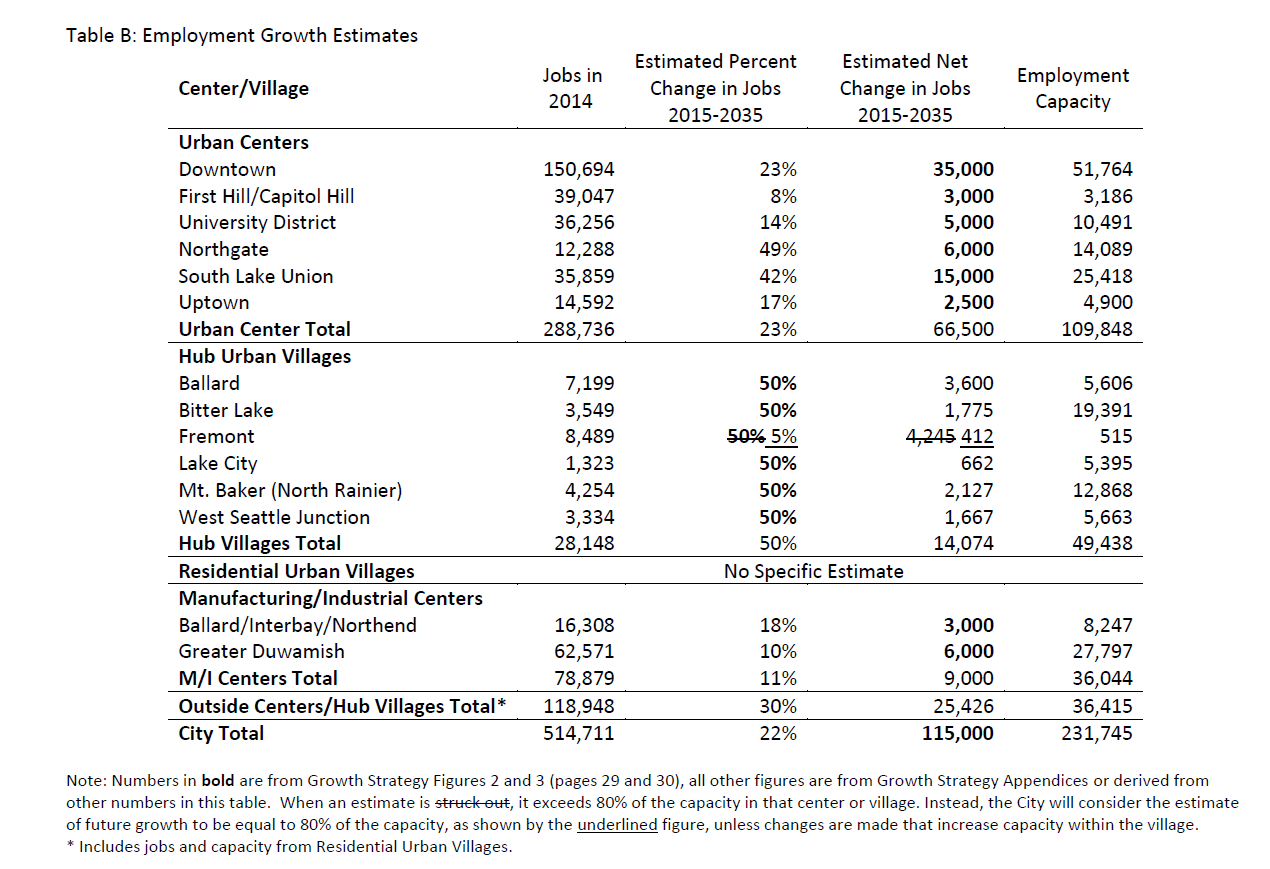 Table B: Employment Growth Estimates
Center/Village Jobs in 2014 Estimated Percent Change in Jobs 2015-2035 Estimated Net Change in Jobs 2015-2035 Employment Capacity
Urban Centers
Downtown 150,694 23% 35,000 51,764
First Hill/Capitol Hill 39,047 8% 3,000 3,186
University District 36,256 14% 5,000 10,491
Northgate 12,288 49% 6,000 14,089
South Lake Union 35,859 42% 15,000 25,418
Uptown 14,592 17% 2,500 4,900
Urban Center Total 288,736 23% 66,500 109,848
Hub Urban Villages
Ballard 7,199 50% 3,600 5,606
Bitter Lake 3,549 50% 1,775 19,391
Fremont 8,489 50% 5% 4,245 412 515
Lake City 1,323 50% 662 5,395
Mt. Baker (North Rainier) 4,254 50% 2,127 12,868
West Seattle Junction 3,334 50% 1,667 5,663
Hub Villages Total 28,148 50% 14,074 49,438
Residential Urban Villages No Specific Estimate
Manufacturing/Industrial Centers
Ballard/Interbay/Northend 16,308 18% 3,000 8,247
Greater Duwamish 62,571 10% 6,000 27,797
M/I Centers Total 78,879 11% 9,000 36,044
Outside Centers/Hub Villages Total* 118,948 30% 25,426 36,415
City Total 514,711 22% 115,000 231,745
Note: Numbers in bold are from Growth Strategy Figures 2 and 3 (pages 29 and 30), all other figures are from Growth Strategy Appendices or derived from
other numbers in this table. When an estimate is struck out, it exceeds 80% of the capacity in that center or village. Instead, the City will consider the estimate
of future growth to be equal to 80% of the capacity, as shown by the underlined figure, unless changes are made that increase capacity within the village.
* Includes jobs and capacity from Residential Urban Villages.